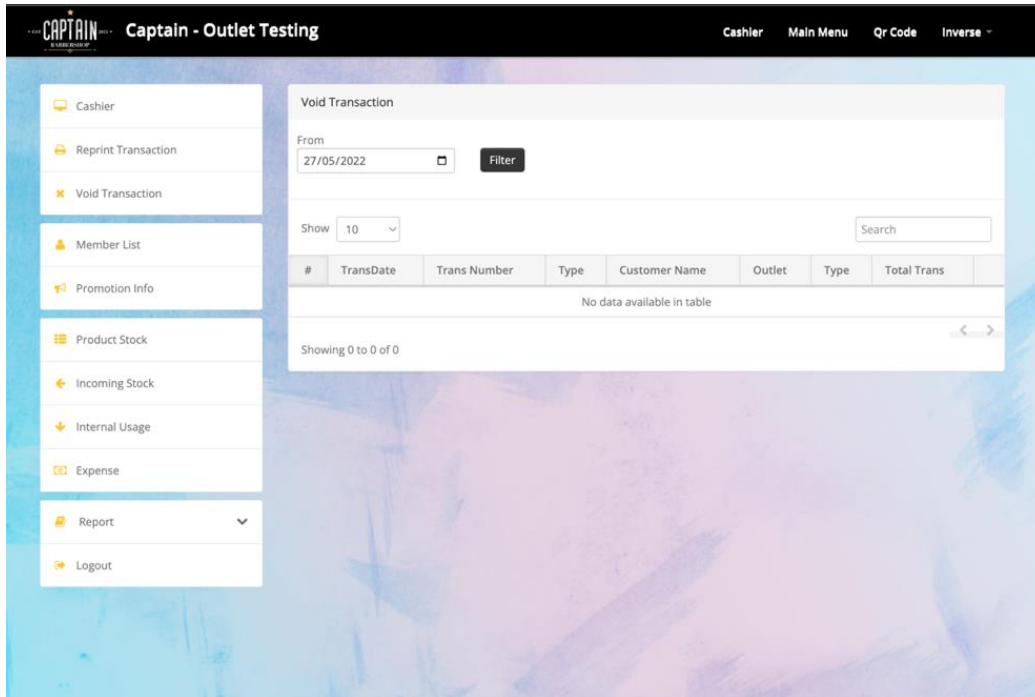 EST CAPTAIN 2015
BARBERSHOP
Captain - Outlet Testing
Cashier Main Menu Qr Code Inverse
Cashier
Reprint Transaction
Void Transaction
Member List
Promotion Info
Product Stock
Incoming Stock
Internal Usage
Expense
Report
Logout
Void Transaction
From
27/05/2022 Filter
Show 10 Search
# TransDate Trans Number Type Customer Name Outlet Type Total Trans
No data available in table
Showing 0 to 0 of 0